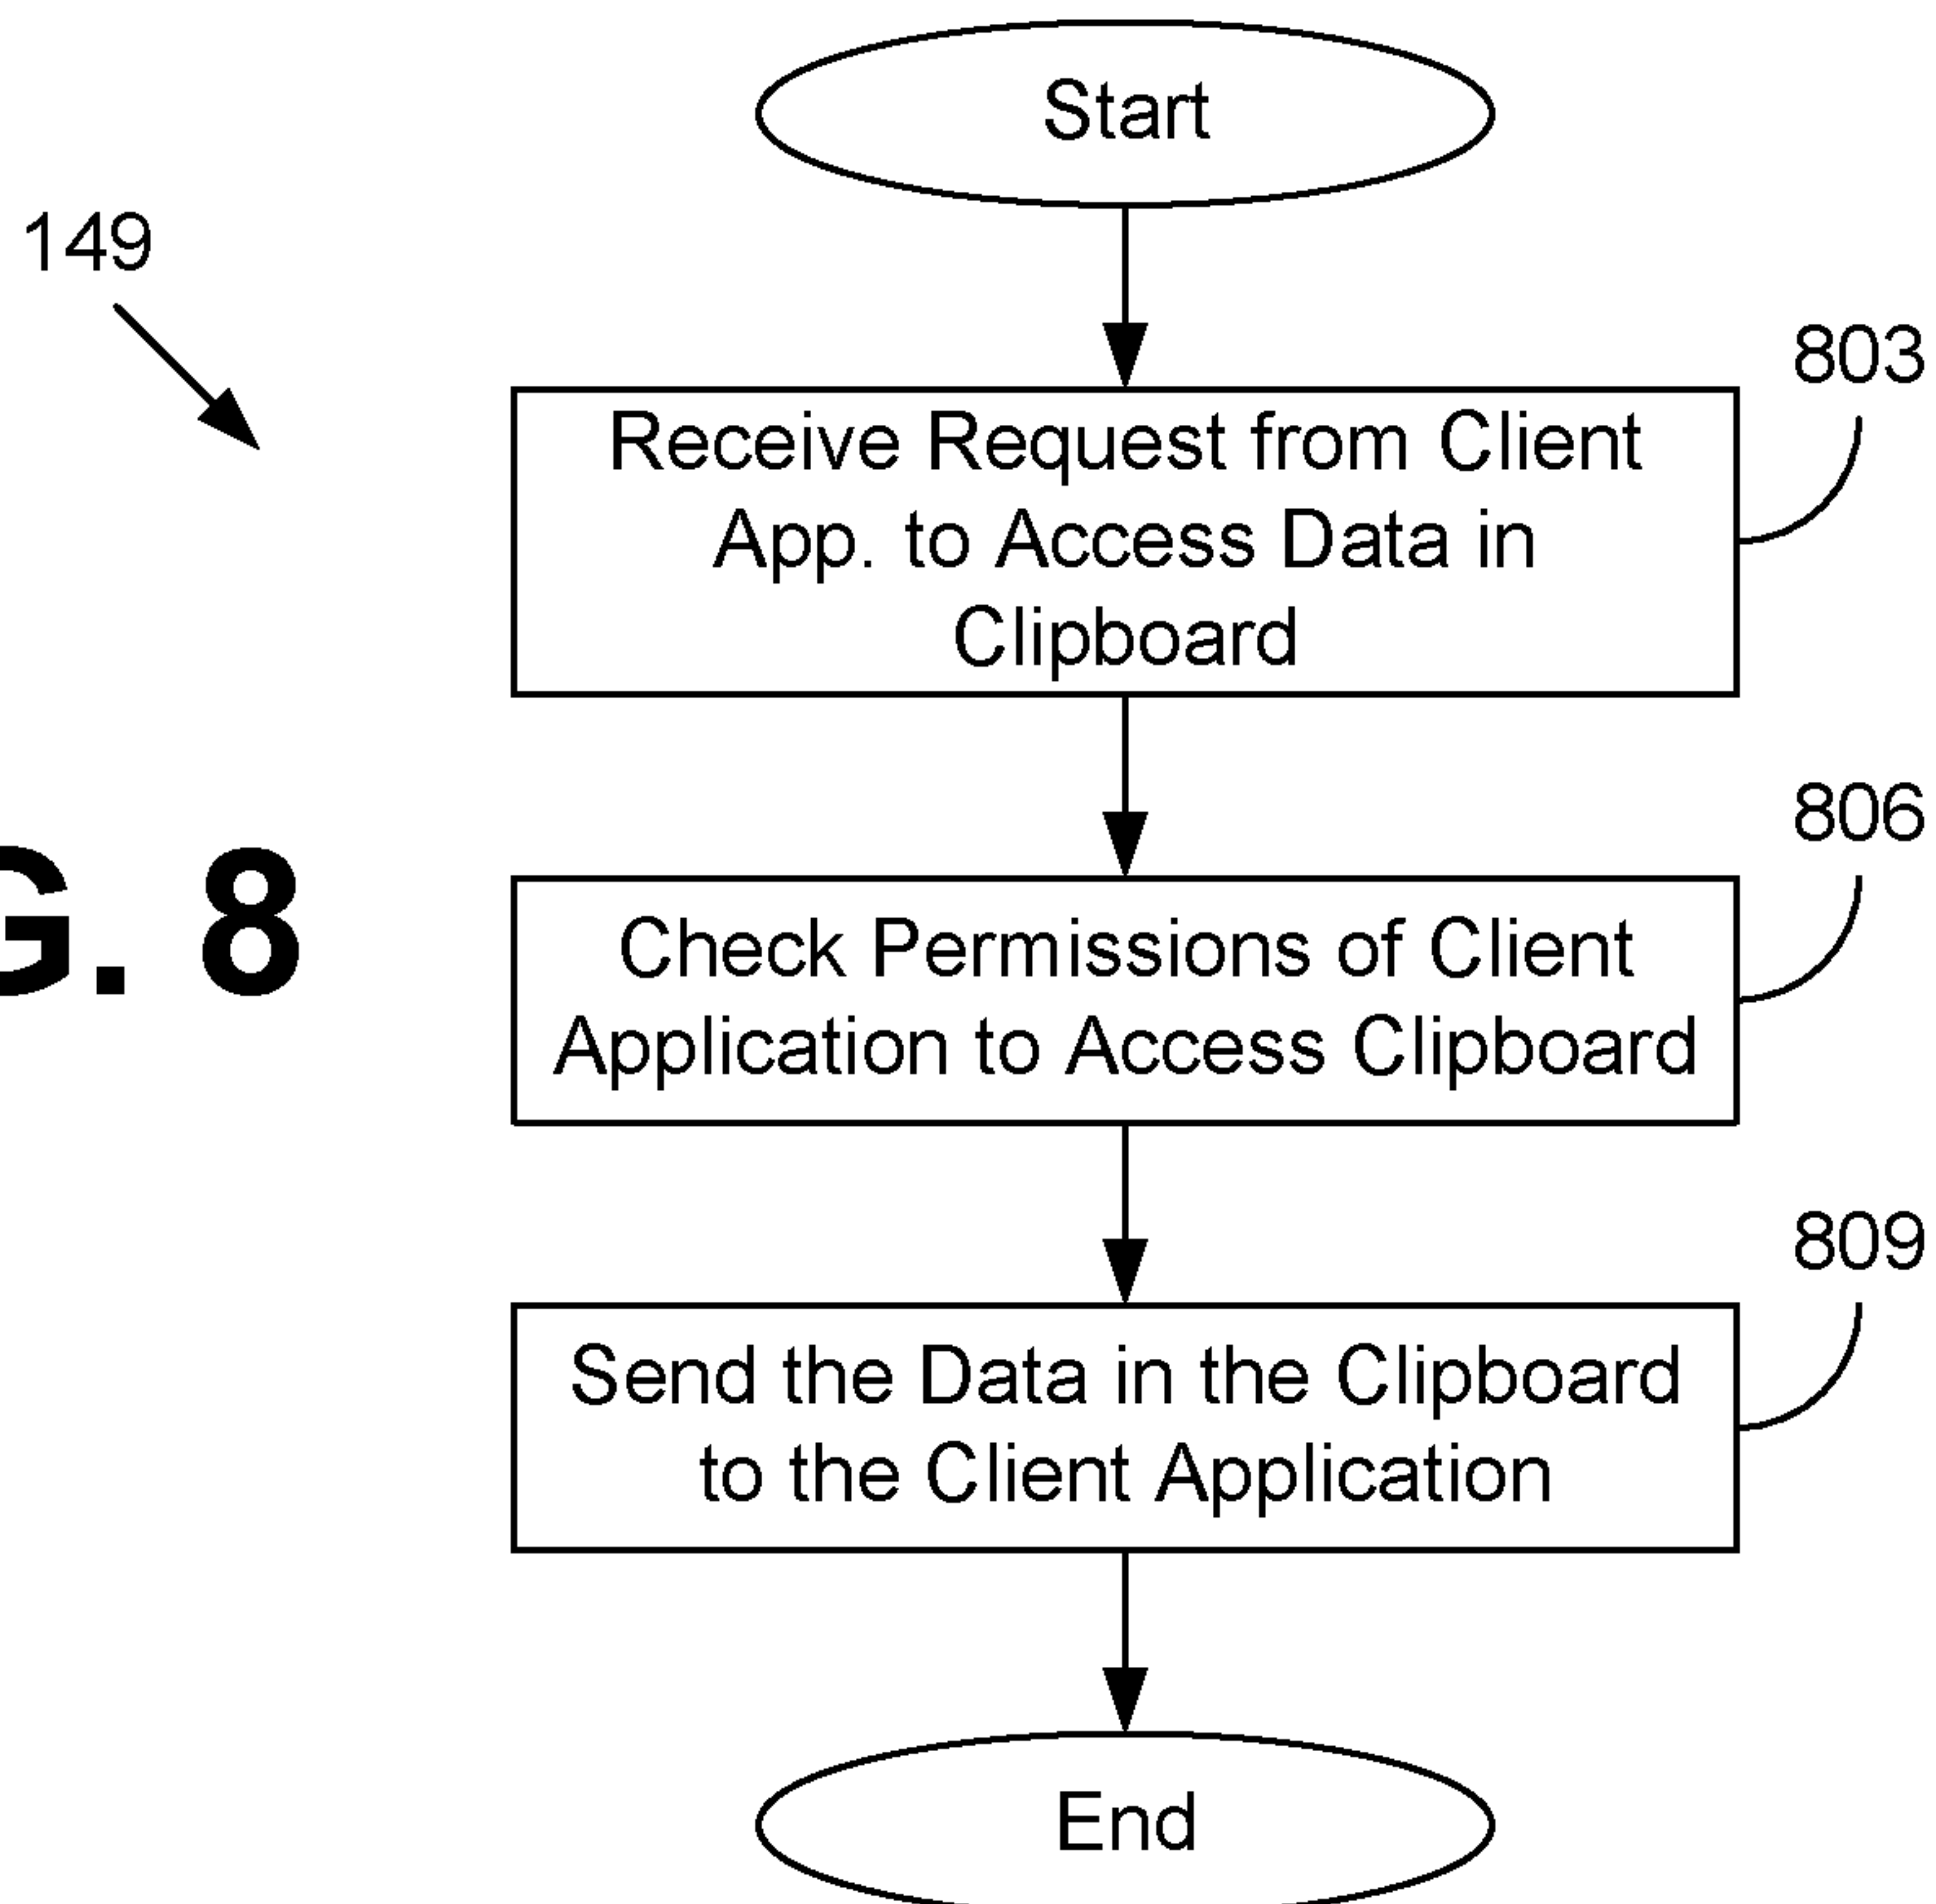 Start
149
803
Receive Request from Client
App. to Access Data in
Clipboard
806
G. 8
Check Permissions of Client
Application to Access Clipboard
809
Send the Data in the Clipboard
to the Client Application
End